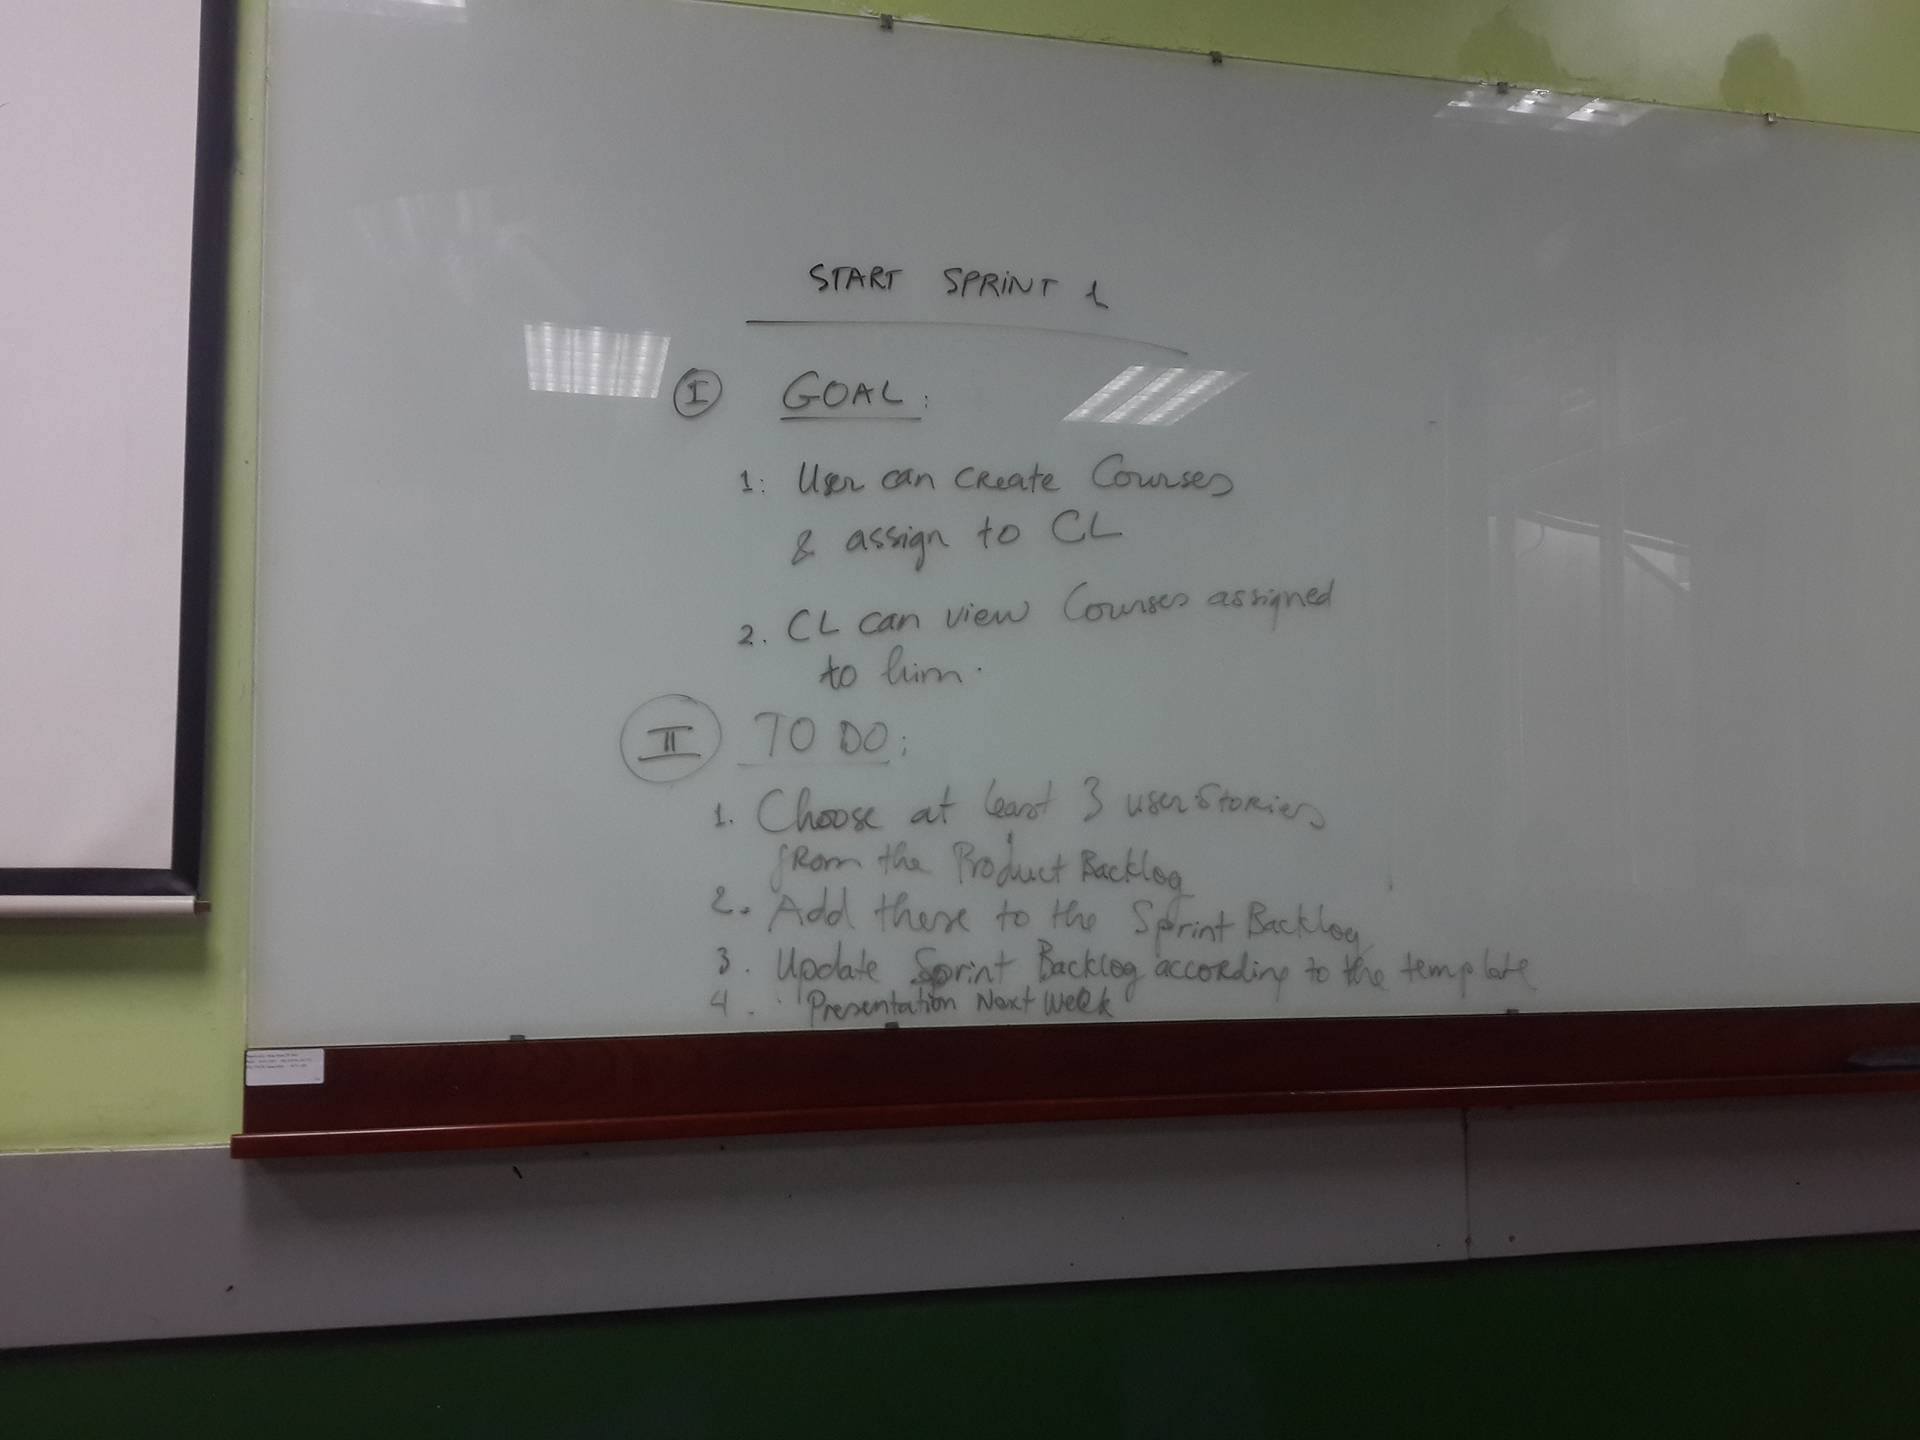 START SPRINT 1
I GOAL:
1: User can create Courses
& assign to CL
2. CL can view Courses assigned
to him.
II TO DO:
1. Choose at least 3 user stories
from the Product Backlog
2. Add these to the Sprint Backlog
3. Update Sprint Backlog according to the template
4. Presentation Next Week